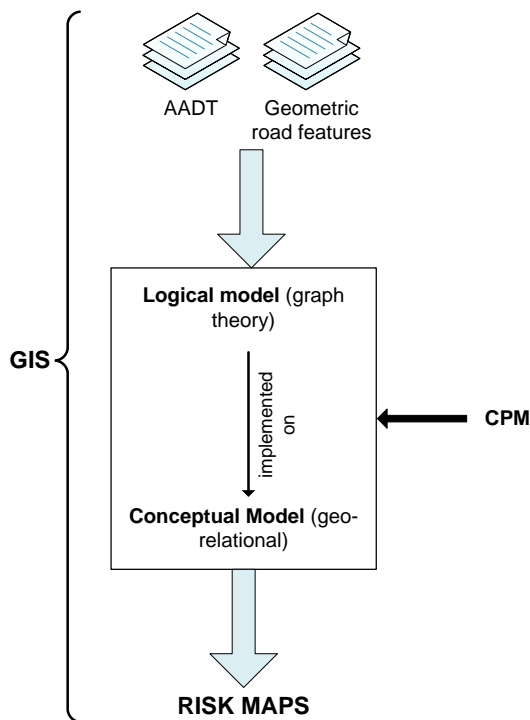 AADT
Geometric
road features
Logical model (graph
theory)
implemented
on
GIS
CPM
Conceptual Model (geo-
relational)
RISK MAPS